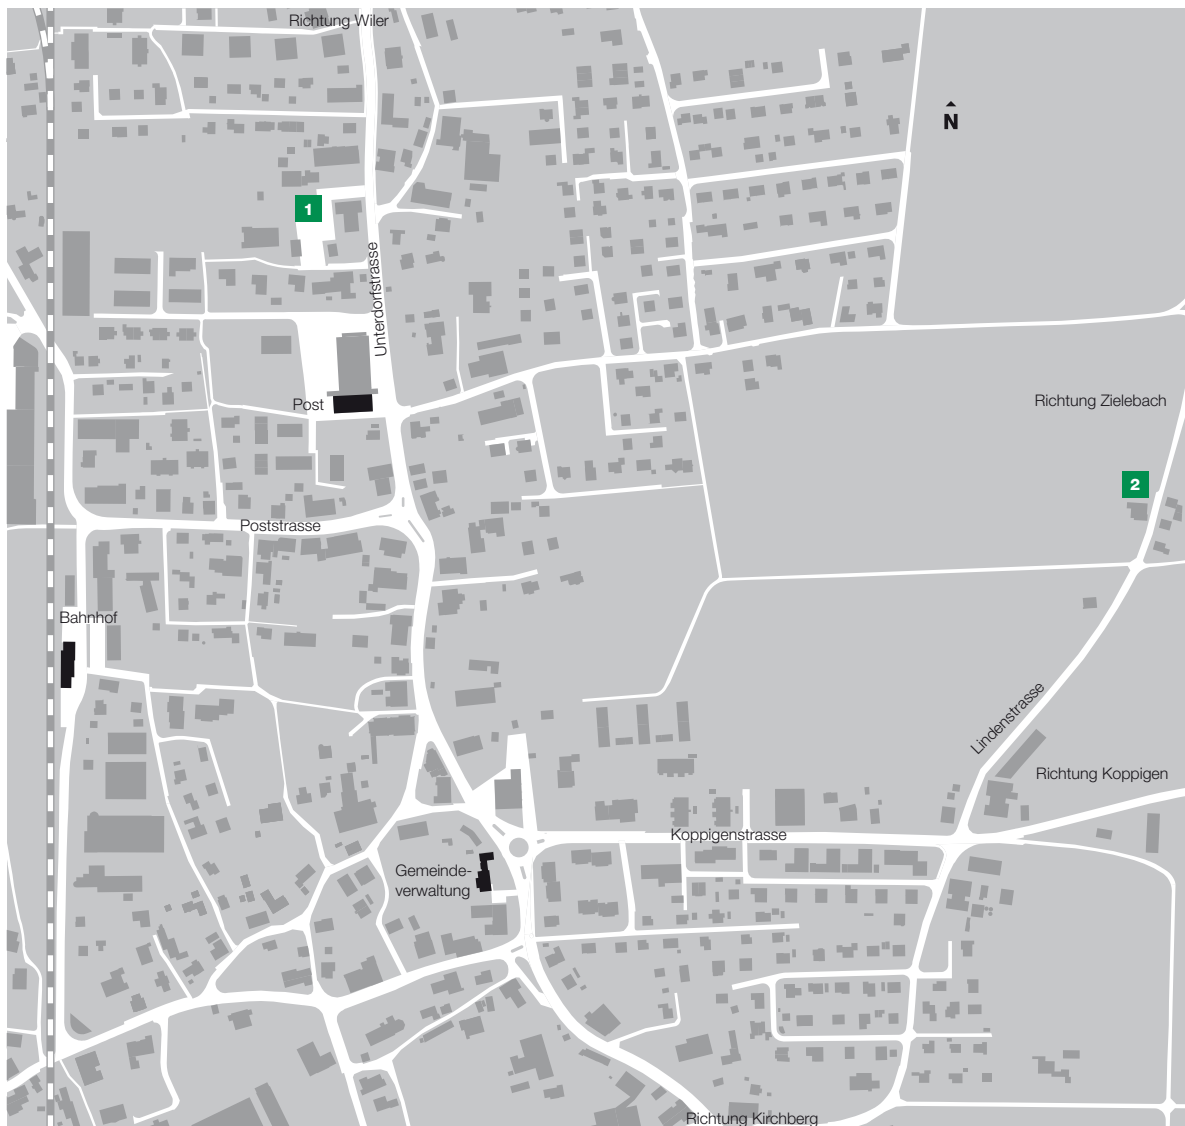 Richtung Wiler
N
1
Unterdorfstrasse
Post
Richtung Zielebach
2
Poststrasse
Bahnhof
Lindenstrasse
Richtung Koppigen
Koppigenstrasse
Gemeinde-
verwaltung
Richtung Kirchberg